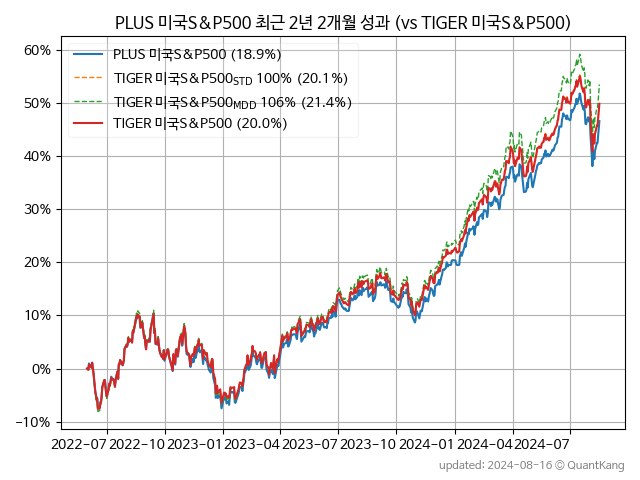 PLUS 미국S&P500 최근 2년 2개월 성과 (vs TIGER 미국S&P500)
PLUS 미국S&P500 (18.9%)
TIGER 미국S&P500STD 100% (20.1%)
TIGER 미국S&P500MDD 106% (21.4%)
TIGER 미국S&P500 (20.0%)
60%
50%
40%
30%
20%
10%
0%
−10%
2022-07 2022-10 2023-01 2023-04 2023-07 2023-10 2024-01 2024-04 2024-07
updated: 2024-08-16 © QuantKang